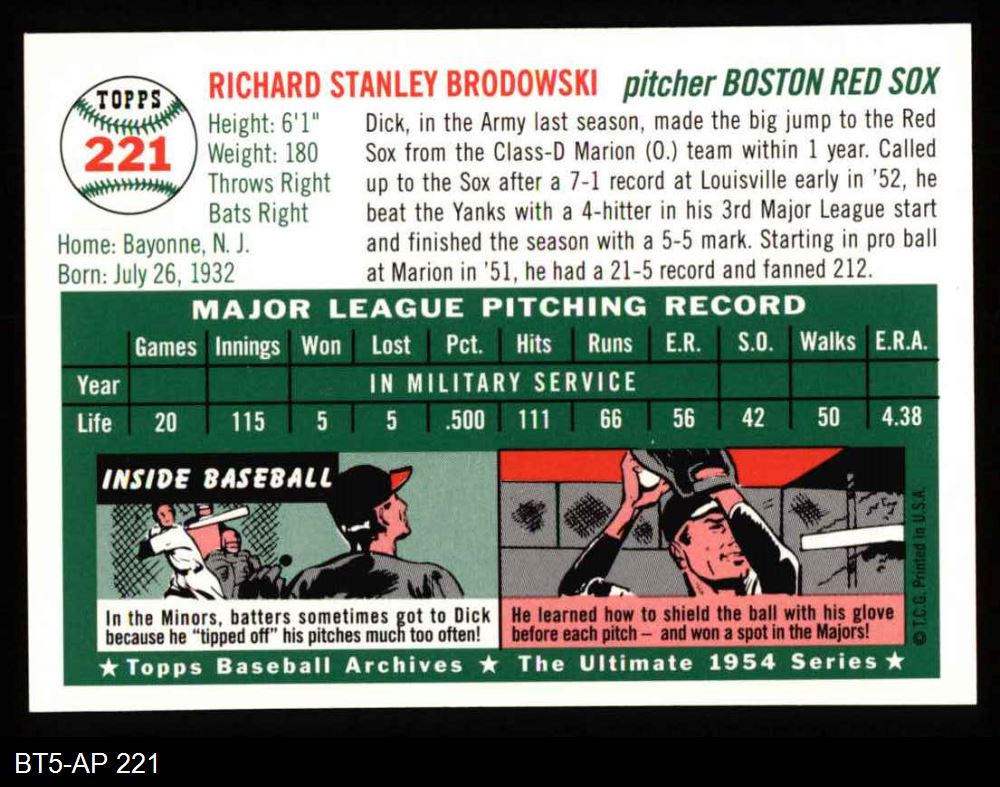 TOPPS
221
RICHARD STANLEY BRODOWSKI pitcher BOSTON RED SOX
Height: 6'1"
Weight: 180
Throws Right
Bats Right
Home: Bayonne, N. J.
Born: July 26, 1932
Dick, in the Army last season, made the big jump to the Red
Sox from the Class-D Marion (O.) team within 1 year. Called
up to the Sox after a 7-1 record at Louisville early in '52, he
beat the Yanks with a 4-hitter in his 3rd Major League start
and finished the season with a 5-5 mark. Starting in pro ball
at Marion in '51, he had a 21-5 record and fanned 212.
MAJOR LEAGUE PITCHING RECORD
Games Innings Won Lost Pct. Hits Runs E.R. S.O. Walks E.R.A.
Year IN MILITARY SERVICE
Life 20 115 5 5 .500 111 66 56 42 50 4.38
INSIDE BASEBALL
In the Minors, batters sometimes got to Dick
because he "tipped off" his pitches much too often!
He learned how to shield the ball with his glove
before each pitch — and won a spot in the Majors!
© T.C.G. Printed in U.S.A.
★ Topps Baseball Archives ★ The Ultimate 1954 Series ★
BT5-AP 221